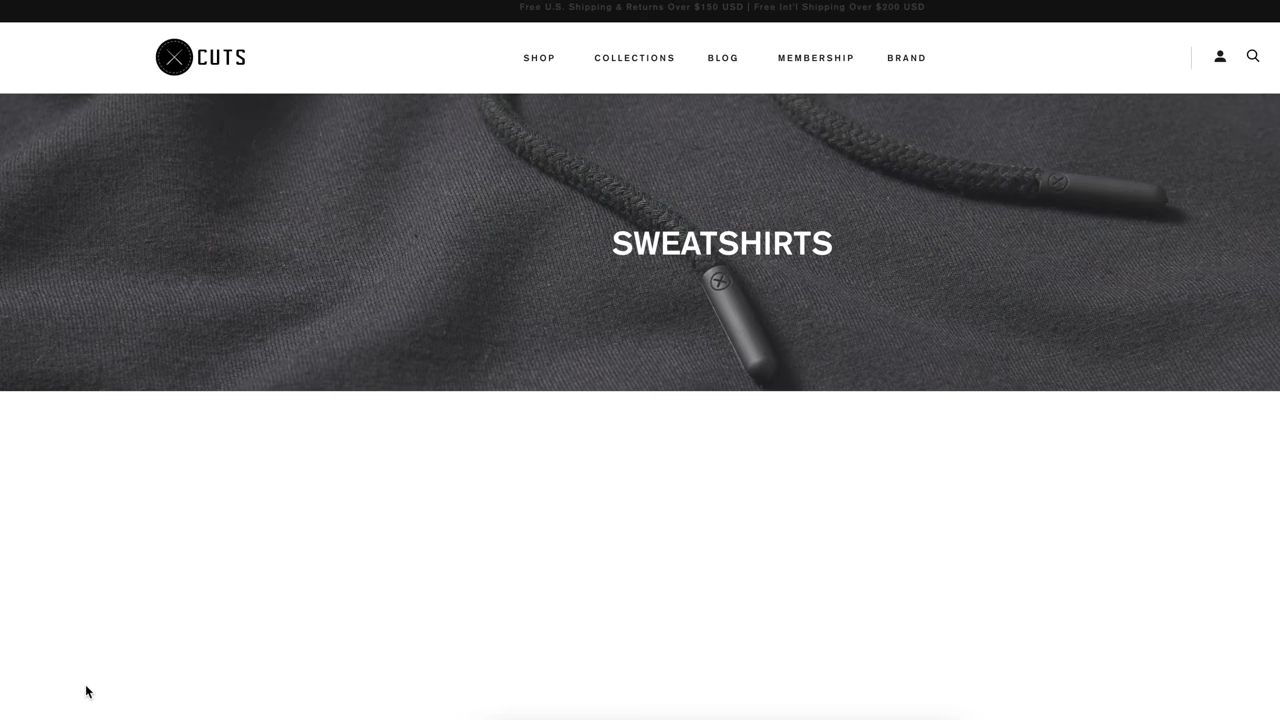 Free U.S. Shipping & Returns Over $150 USD | Free Int'l Shipping Over $200 USD
CUTS
SHOP COLLECTIONS BLOG MEMBERSHIP BRAND
SWEATSHIRTS